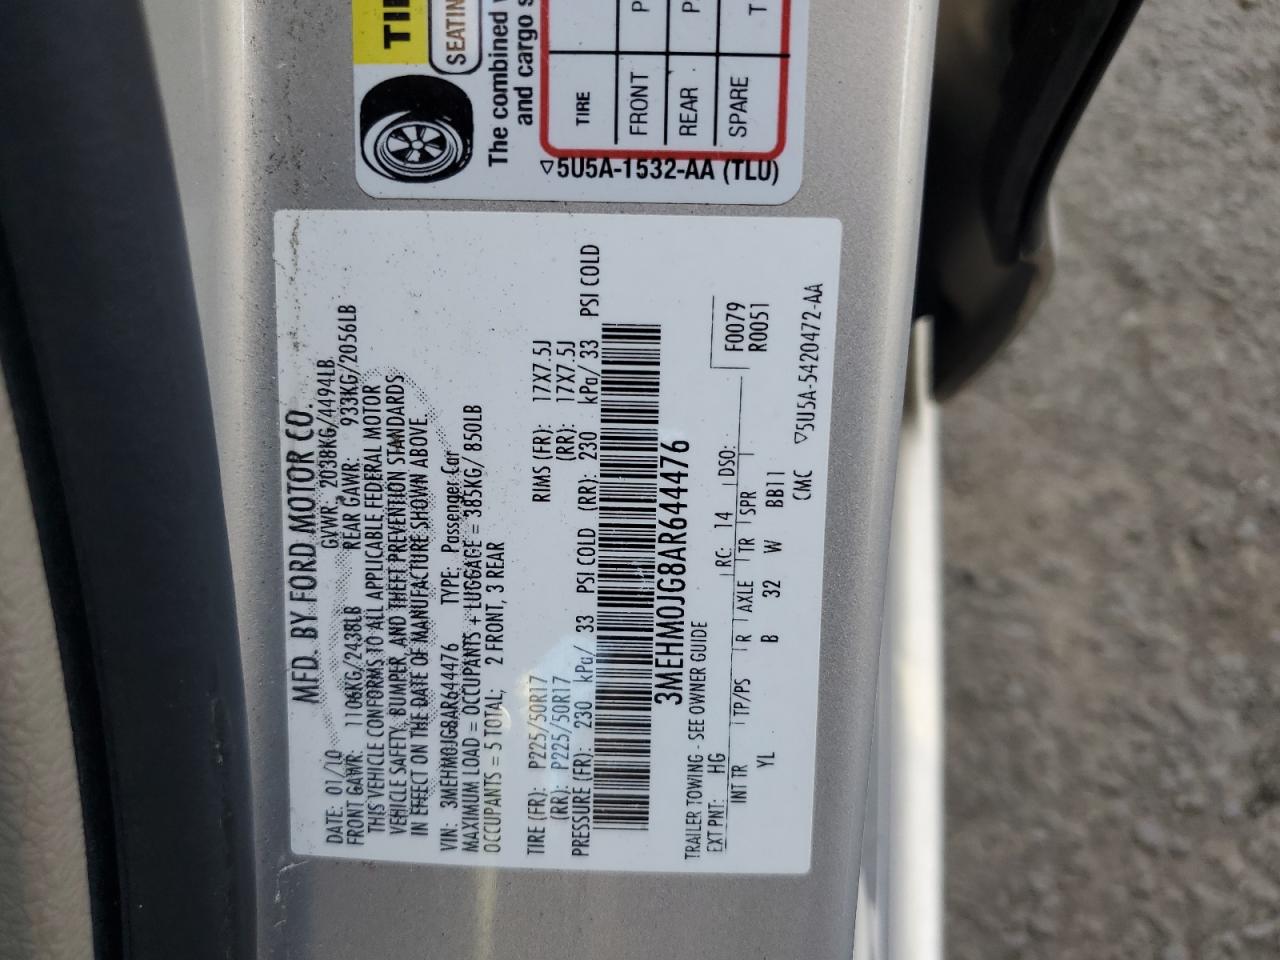 MFD. BY FORD MOTOR CO.
DATE: 01/10 GVWR: 2038KG/4494LB
FRONT GAWR: 1106KG/2438LB REAR GAWR: 933KG/2056LB
THIS VEHICLE CONFORMS TO ALL APPLICABLE FEDERAL MOTOR
VEHICLE SAFETY, BUMPER, AND THEFT PREVENTION STANDARDS
IN EFFECT ON THE DATE OF MANUFACTURE SHOWN ABOVE.
VIN: 3MEHM0JG8AR644476 TYPE: Passenger Car
MAXIMUM LOAD = OCCUPANTS + LUGGAGE = 385KG/ 850LB
OCCUPANTS = 5 TOTAL; 2 FRONT, 3 REAR
TIRE (FR): P225/50R17 RIMS (FR): 17X7.5J
(RR): P225/50R17 (RR): 17X7.5J
PRESSURE (FR): 230 kPa/ 33 PSI COLD (RR): 230 kPa/ 33 PSI COLD
3MEHM0JG8AR644476
TRAILER TOWING - SEE OWNER GUIDE
F0079
R0051
EXT PNT: HG RC: 14 DSO:
INT TR TP/PS R AXLE TR SPR
YL B 32 W BB11
CMC ▽5U5A-5420472-AA
TI
SEATIN
The combined
and cargo s
TIRE
FRONT P
REAR P
SPARE T
▽5U5A-1532-AA (TLU)